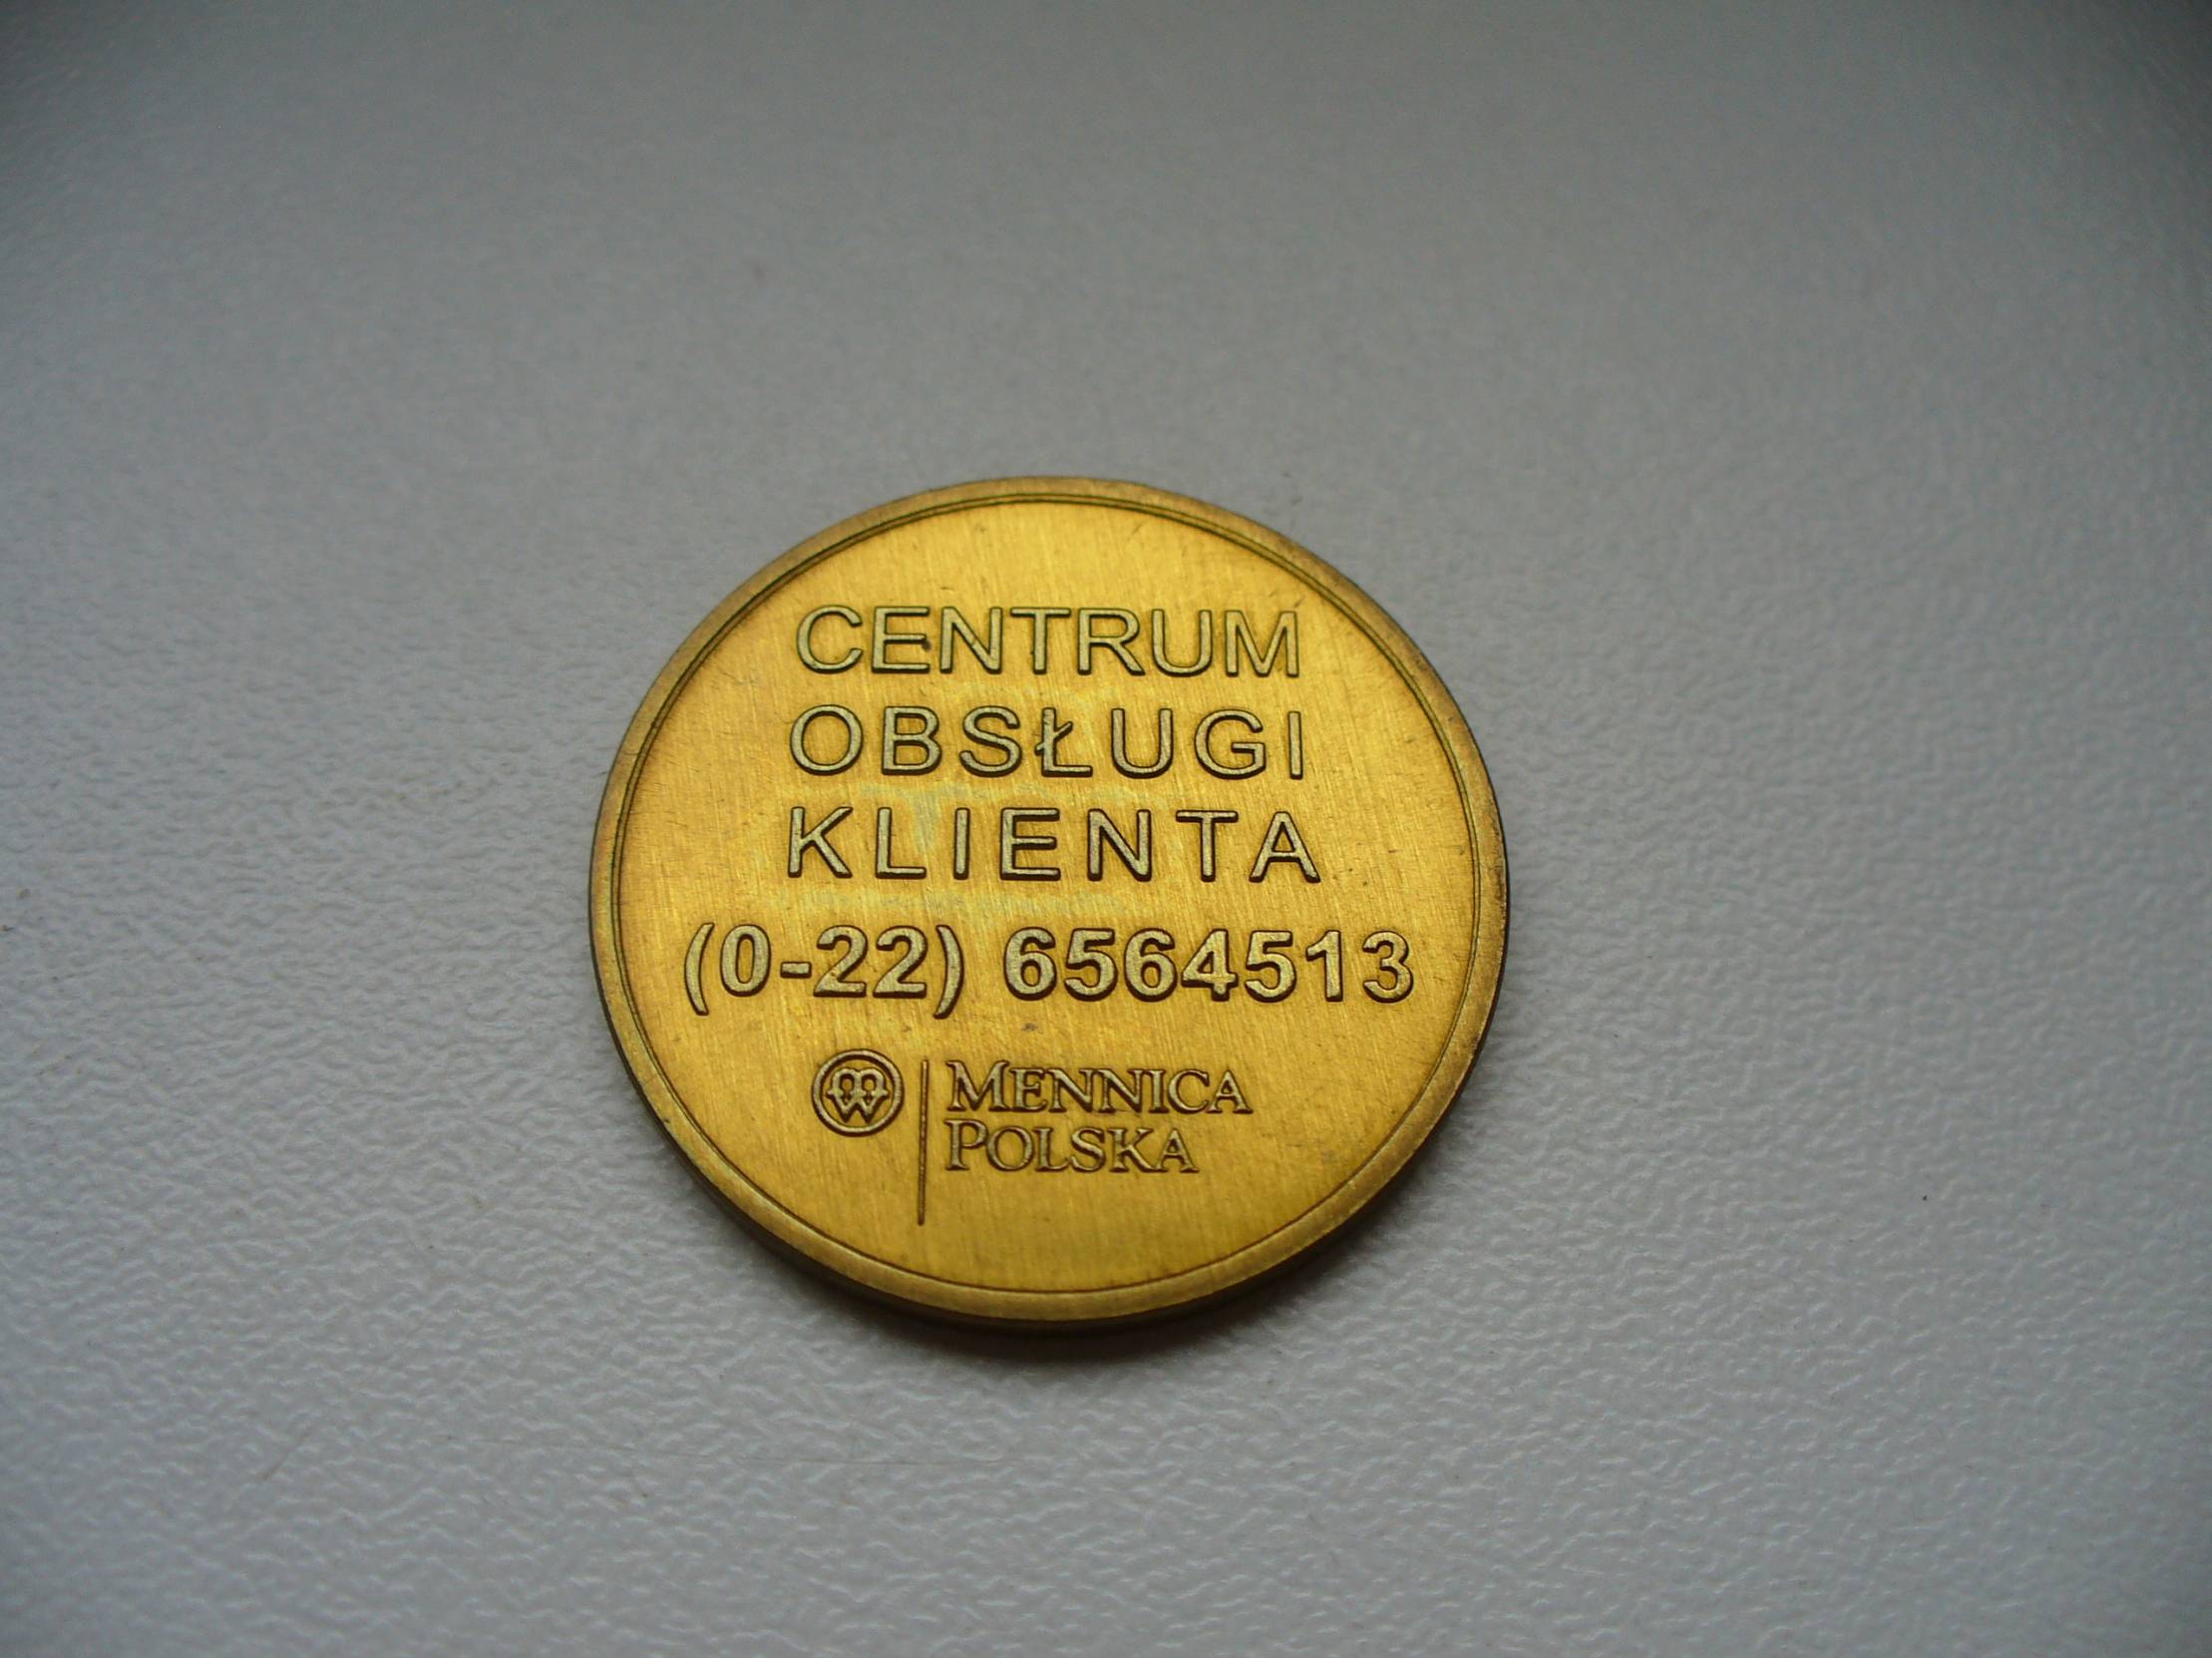 CENTRUM
OBSŁUGI
KLIENTA
(0-22) 6564513
MENNICA
POLSKA